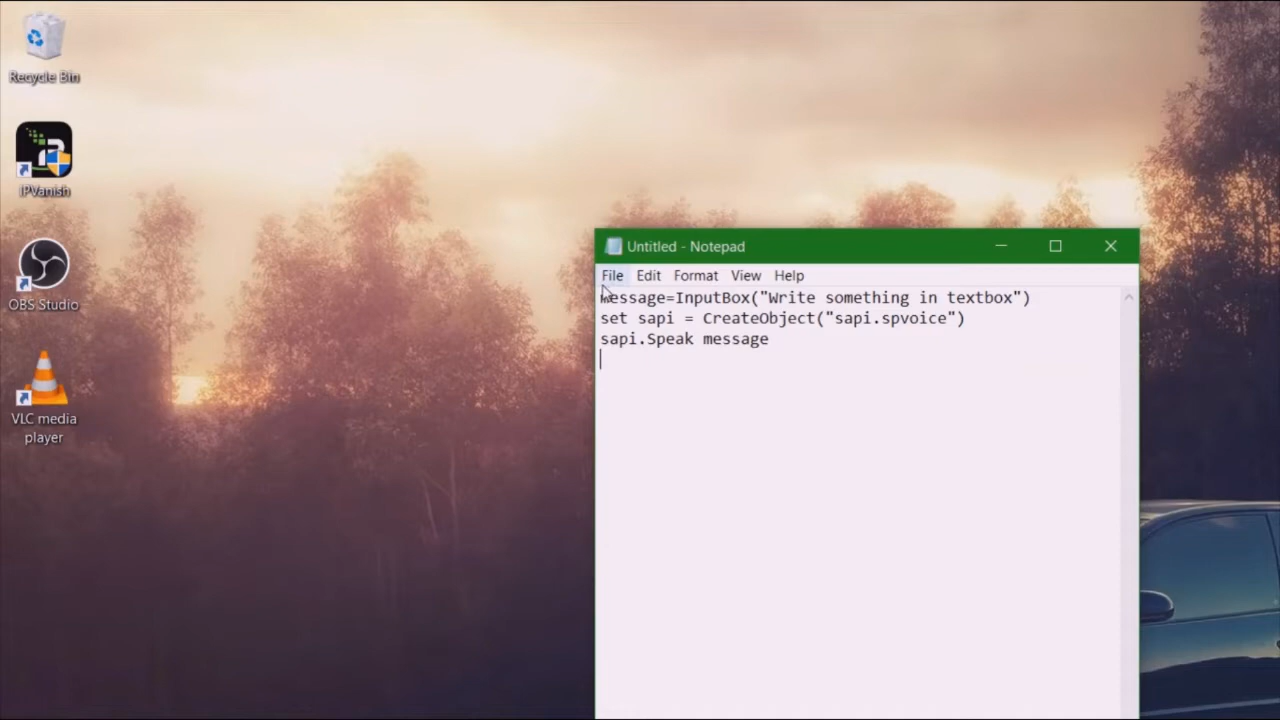 Recycle Bin
IPVanish
OBS Studio
VLC media
player
Untitled - Notepad
File Edit Format View Help
message=InputBox("Write something in textbox")
set sapi = CreateObject("sapi.spvoice")
sapi.Speak message